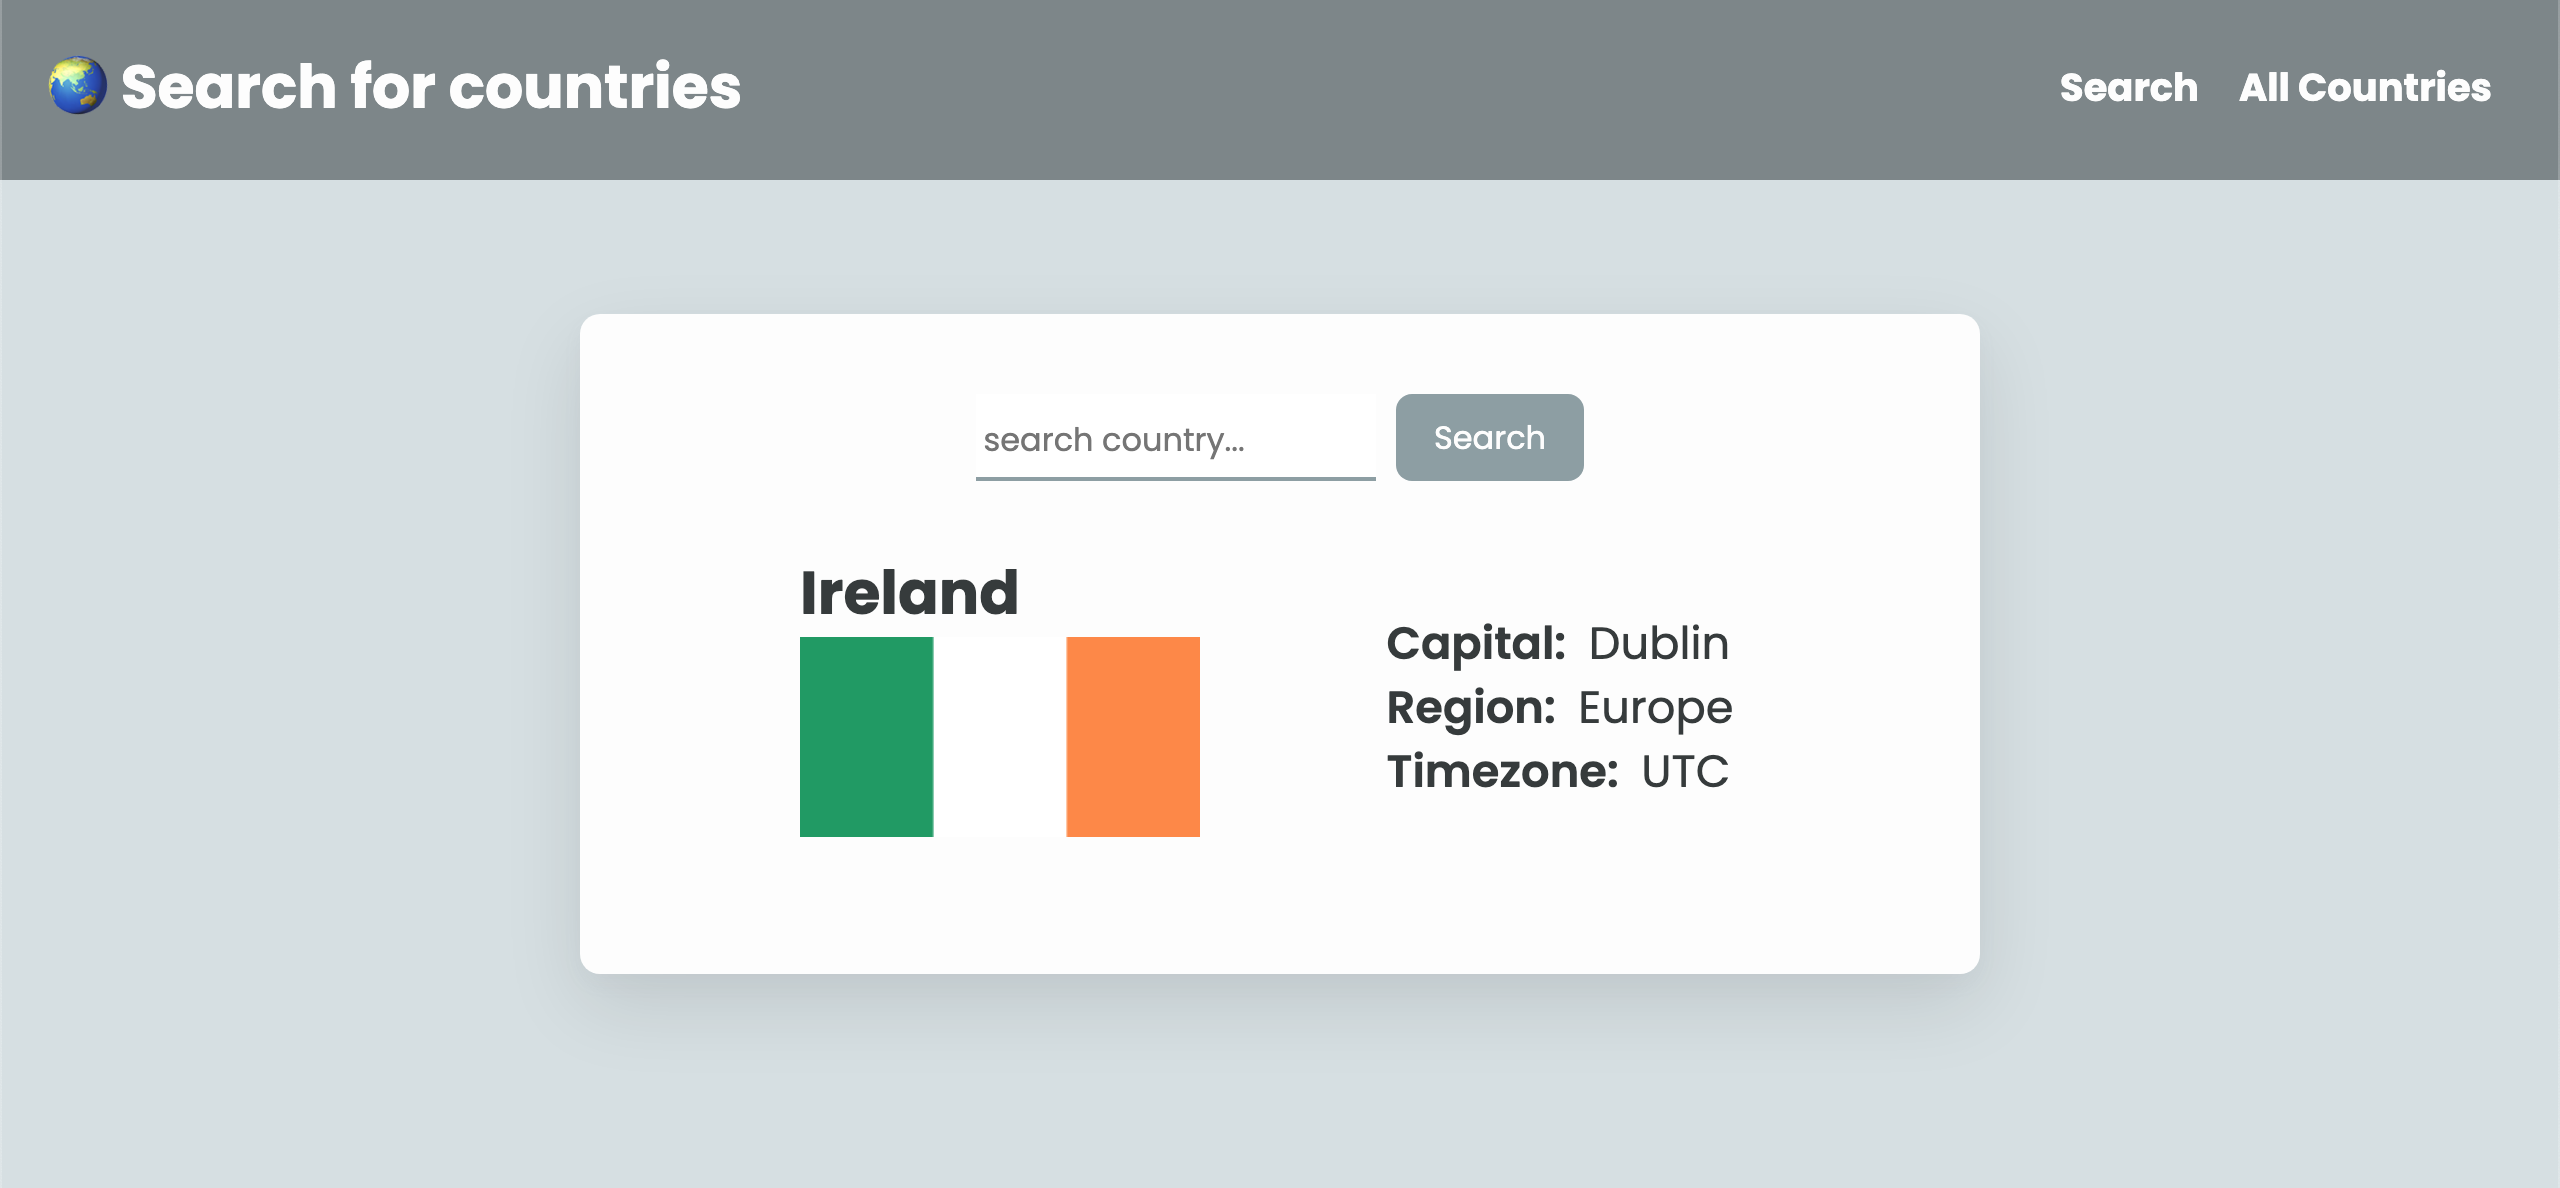 Search for countries
Search All Countries
search country...
Search
Ireland
Capital: Dublin
Region: Europe
Timezone: UTC